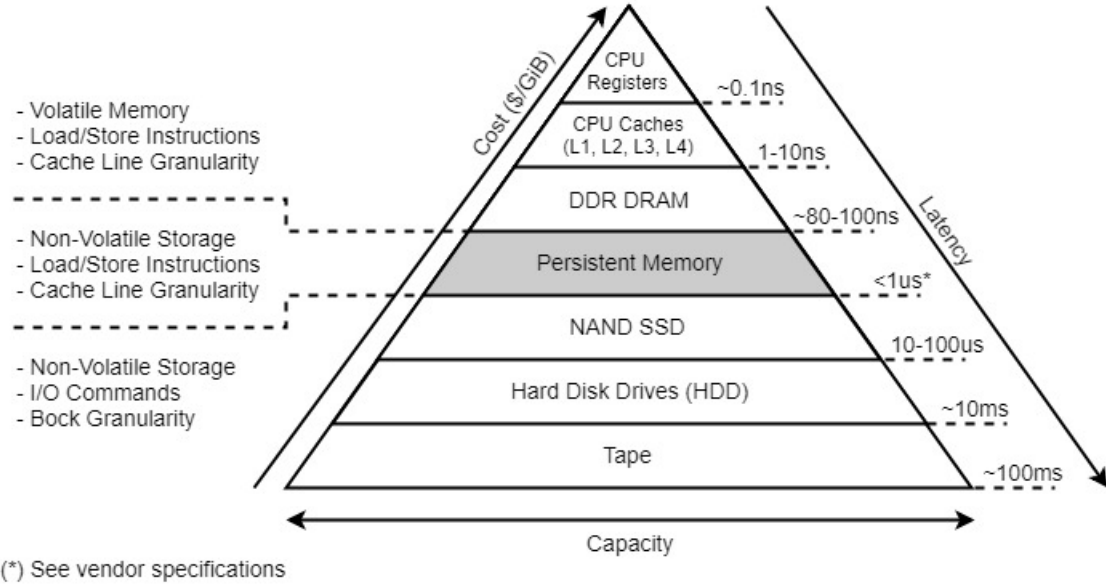 CPU
Registers
~0.1ns
CPU Caches
(L1, L2, L3, L4)
1-10ns
DDR DRAM
~80-100ns
Persistent Memory
<1us*
NAND SSD
10-100us
Hard Disk Drives (HDD)
~10ms
Tape
~100ms
Cost ($/GiB)
Latency
Capacity
- Volatile Memory
- Load/Store Instructions
- Cache Line Granularity
- Non-Volatile Storage
- Load/Store Instructions
- Cache Line Granularity
- Non-Volatile Storage
- I/O Commands
- Bock Granularity
(*) See vendor specifications